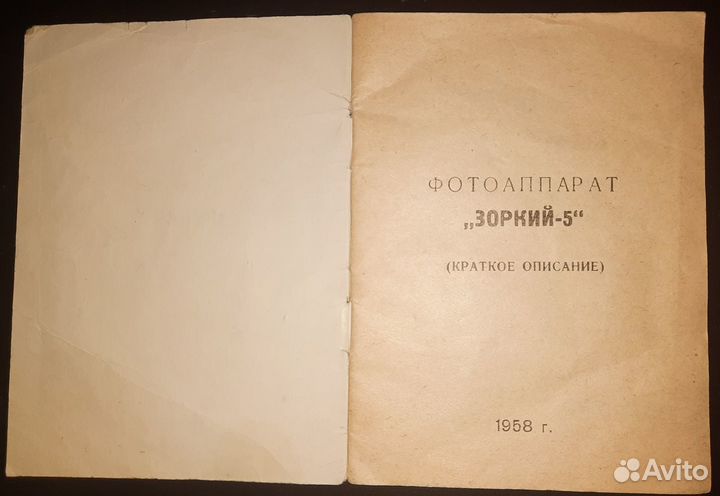 ФОТОАППАРАТ
„ЗОРКИЙ-5“
(КРАТКОЕ ОПИСАНИЕ)
1958 г.
Avito